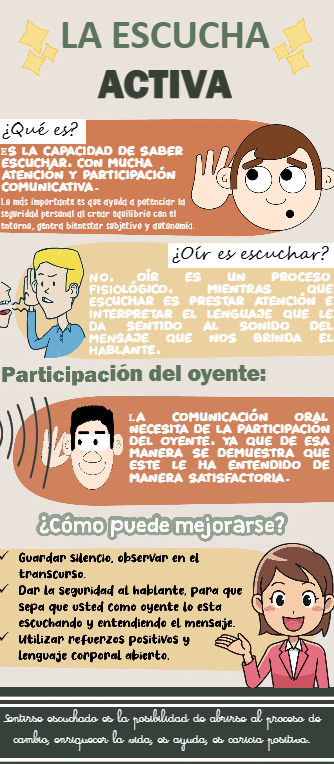 LA ESCUCHA
ACTIVA
¿Qué es?
ES LA CAPACIDAD DE SABER
ESCUCHAR. CON MUCHA
ATENCIÓN Y PARTICIPACIÓN
COMUNICATIVA.
Lo más importante es que ayuda a potenciar la
seguridad personal al crear equilibrio con el
entorno, genera bienestar subjetivo y autonomía.
¿Oír es escuchar?
NO, OÍR ES UN PROCESO
FISIOLÓGICO. MIENTRAS QUE
ESCUCHAR ES PRESTAR ATENCIÓN E
INTERPRETAR EL LENGUAJE QUE LE
DA SENTIDO AL SONIDO DEL
MENSAJE QUE NOS BRINDA EL
HABLANTE.
Participación del oyente:
LA COMUNICACIÓN ORAL
NECESITA DE LA PARTICIPACIÓN
DEL OYENTE. YA QUE DE ESA
MANERA SE DEMUESTRA QUE
ESTE LE HA ENTENDIDO DE
MANERA SATISFACTORIA.
¿Cómo puede mejorarse?
✓ Guardar silencio, observar en el
transcurso.
✓ Dar la seguridad al hablante, para que
sepa que usted como oyente lo esta
escuchando y entendiendo el mensaje.
✓ Utilizar refuerzos positivos y
lenguaje corporal abierto.
Sentirse escuchado es la posibilidad de abrirse al proceso de
cambio, enriquecer la vida, es ayuda, es caricia positiva.